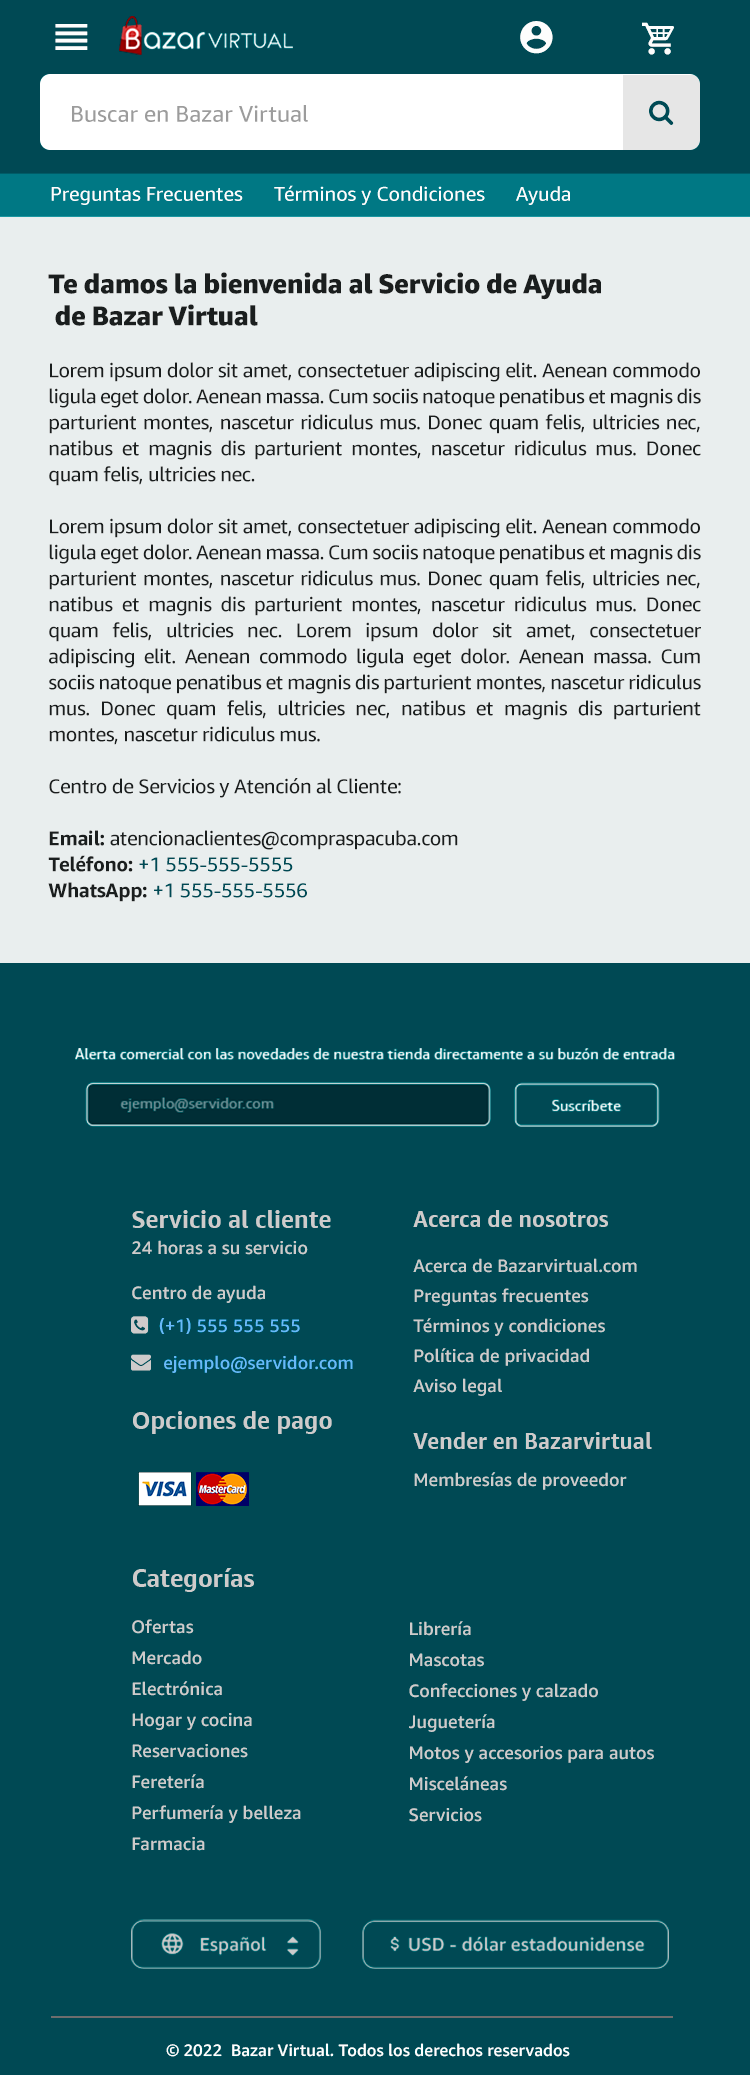 Bazar VIRTUAL
Buscar en Bazar Virtual
Preguntas Frecuentes Términos y Condiciones Ayuda
Te damos la bienvenida al Servicio de Ayuda
de Bazar Virtual
Lorem ipsum dolor sit amet, consectetuer adipiscing elit. Aenean commodo
ligula eget dolor. Aenean massa. Cum sociis natoque penatibus et magnis dis
parturient montes, nascetur ridiculus mus. Donec quam felis, ultricies nec,
natibus et magnis dis parturient montes, nascetur ridiculus mus. Donec
quam felis, ultricies nec.
Lorem ipsum dolor sit amet, consectetuer adipiscing elit. Aenean commodo
ligula eget dolor. Aenean massa. Cum sociis natoque penatibus et magnis dis
parturient montes, nascetur ridiculus mus. Donec quam felis, ultricies nec,
natibus et magnis dis parturient montes, nascetur ridiculus mus. Donec
quam felis, ultricies nec. Lorem ipsum dolor sit amet, consectetuer
adipiscing elit. Aenean commodo ligula eget dolor. Aenean massa. Cum
sociis natoque penatibus et magnis dis parturient montes, nascetur ridiculus
mus. Donec quam felis, ultricies nec, natibus et magnis dis parturient
montes, nascetur ridiculus mus.
Centro de Servicios y Atención al Cliente:
Email: atencionaclientes@compraspacuba.com
Teléfono: +1 555-555-5555
WhatsApp: +1 555-555-5556
Alerta comercial con las novedades de nuestra tienda directamente a su buzón de entrada
ejemplo@servidor.com
Suscríbete
Servicio al cliente
24 horas a su servicio
Centro de ayuda
(+1) 555 555 555
ejemplo@servidor.com
Opciones de pago
VISA MasterCard
Acerca de nosotros
Acerca de Bazarvirtual.com
Preguntas frecuentes
Términos y condiciones
Política de privacidad
Aviso legal
Vender en Bazarvirtual
Membresías de proveedor
Categorías
Ofertas
Mercado
Electrónica
Hogar y cocina
Reservaciones
Feretería
Perfumería y belleza
Farmacia
Librería
Mascotas
Confecciones y calzado
Juguetería
Motos y accesorios para autos
Misceláneas
Servicios
Español
$ USD - dólar estadounidense
© 2022 Bazar Virtual. Todos los derechos reservados